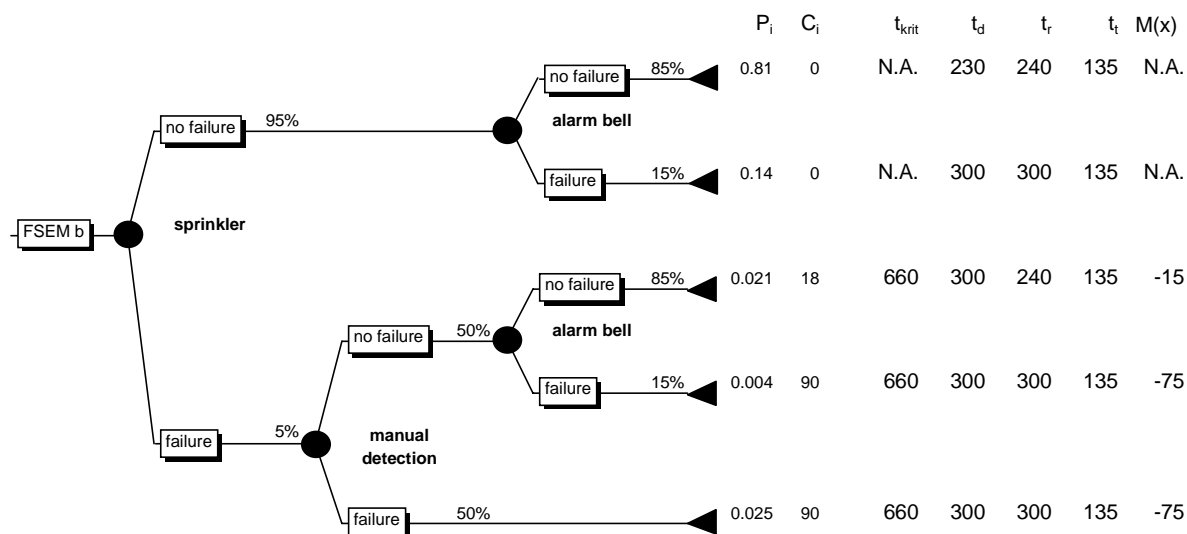 Pi Ci tkrit td tr tt M(x)
no failure 85% 0.81 0 N.A. 230 240 135 N.A.
alarm bell
no failure 95%
failure 15% 0.14 0 N.A. 300 300 135 N.A.
FSEM b
sprinkler
no failure 85% 0.021 18 660 300 240 135 -15
alarm bell
no failure 50%
failure 15% 0.004 90 660 300 300 135 -75
failure 5%
manual
detection
failure 50% 0.025 90 660 300 300 135 -75